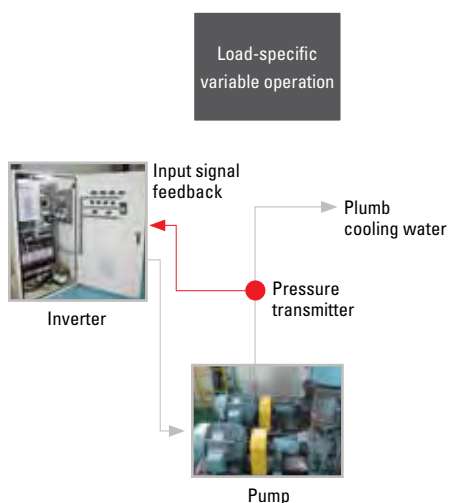 Load-specific
variable operation
Input signal
feedback
Plumb
cooling water
Pressure
transmitter
Inverter
Pump